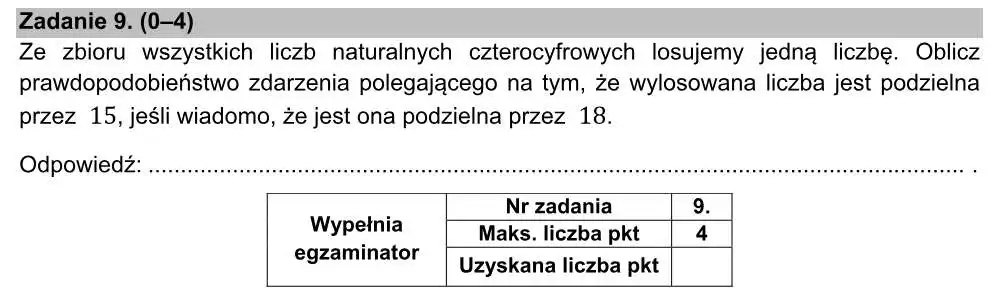 Zadanie 9. (0–4)
Ze zbioru wszystkich liczb naturalnych czterocyfrowych losujemy jedną liczbę. Oblicz
prawdopodobieństwo zdarzenia polegającego na tym, że wylosowana liczba jest podzielna
przez 15, jeśli wiadomo, że jest ona podzielna przez 18.
Odpowiedź: ................................................................................................................................ .
Wypełnia
egzaminator
Nr zadania 9.
Maks. liczba pkt 4
Uzyskana liczba pkt